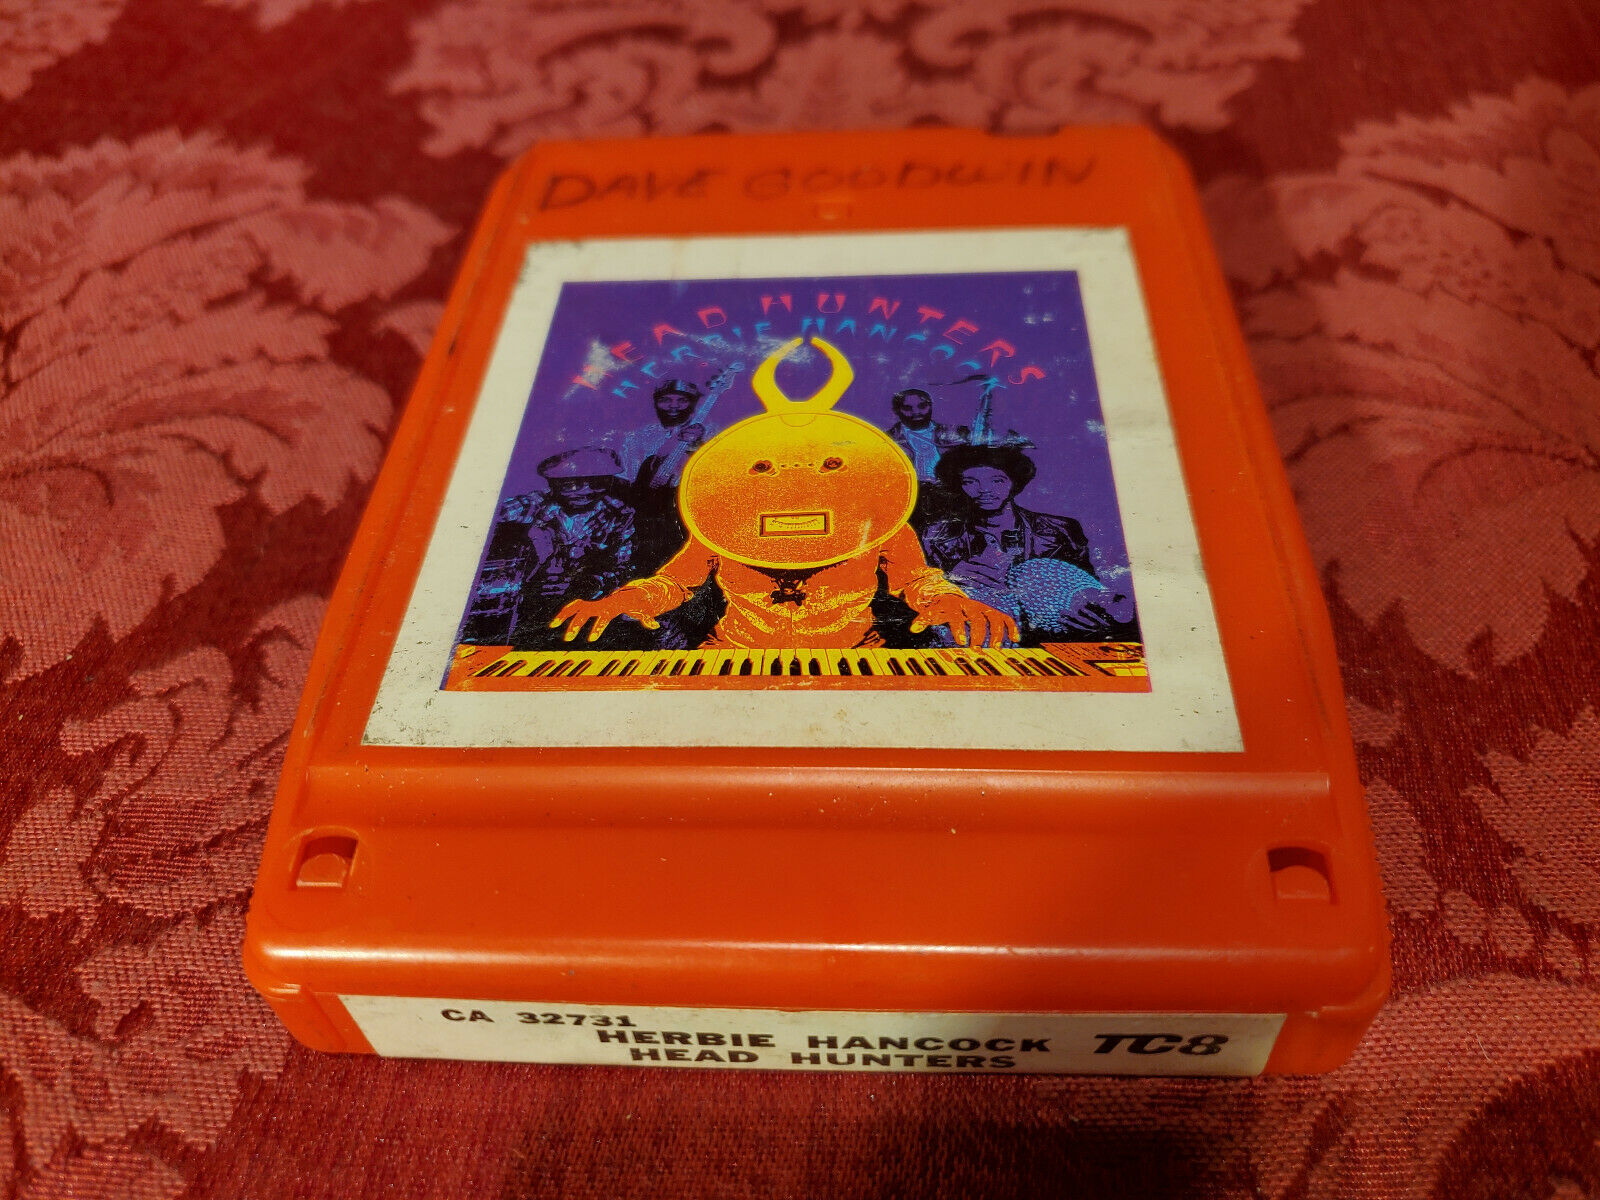 DAVE GOODWIN
HEAD HUNTERS
HERBIE HANCOCK
CA 32731
HERBIE HANCOCK TC8
HEAD HUNTERS